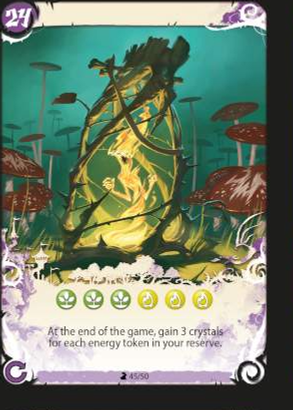 24
At the end of the game, gain 3 crystals
for each energy token in your reserve.
45/50